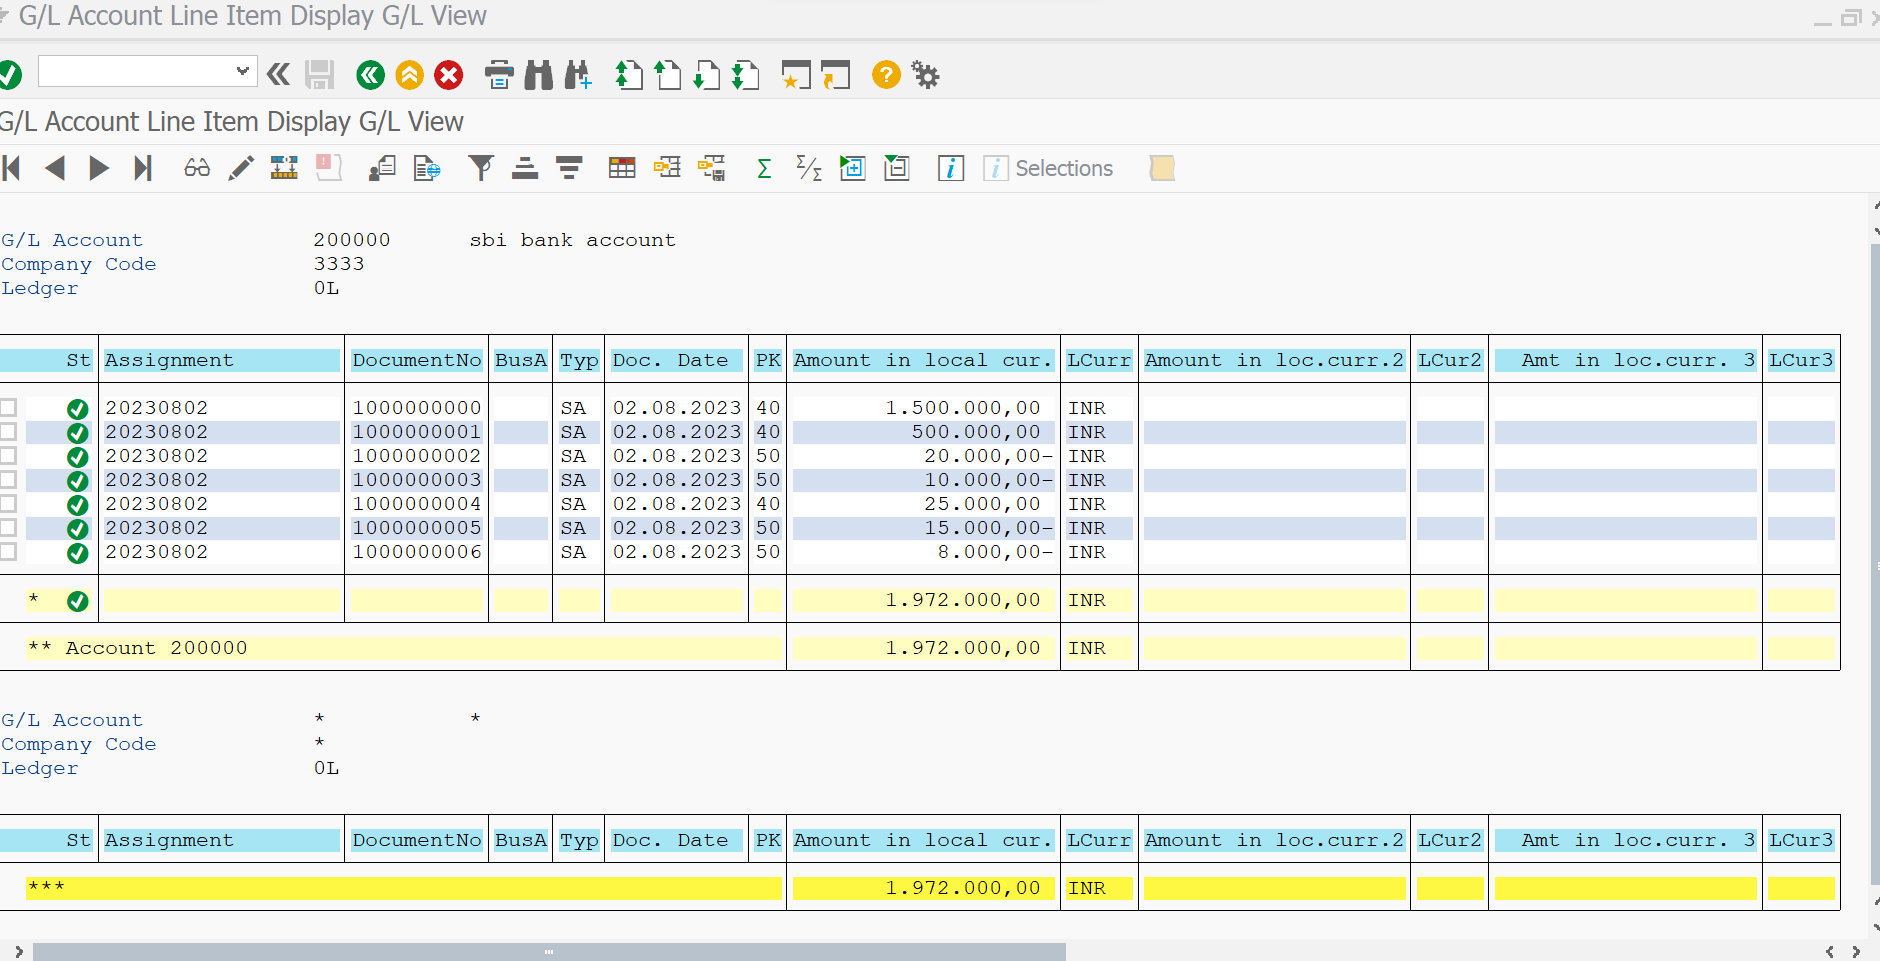 G/L Account Line Item Display G/L View
G/L Account Line Item Display G/L View
Selections
G/L Account 200000 sbi bank account
Company Code 3333
Ledger 0L
St Assignment DocumentNo BusA Typ Doc. Date PK Amount in local cur. LCurr Amount in loc.curr.2 LCur2 Amt in loc.curr. 3 LCur3
20230802 1000000000 SA 02.08.2023 40 1.500.000,00 INR
20230802 1000000001 SA 02.08.2023 40 500.000,00 INR
20230802 1000000002 SA 02.08.2023 50 20.000,00- INR
20230802 1000000003 SA 02.08.2023 50 10.000,00- INR
20230802 1000000004 SA 02.08.2023 40 25.000,00 INR
20230802 1000000005 SA 02.08.2023 50 15.000,00- INR
20230802 1000000006 SA 02.08.2023 50 8.000,00- INR
* 1.972.000,00 INR
** Account 200000 1.972.000,00 INR
G/L Account * *
Company Code *
Ledger 0L
St Assignment DocumentNo BusA Typ Doc. Date PK Amount in local cur. LCurr Amount in loc.curr.2 LCur2 Amt in loc.curr. 3 LCur3
*** 1.972.000,00 INR